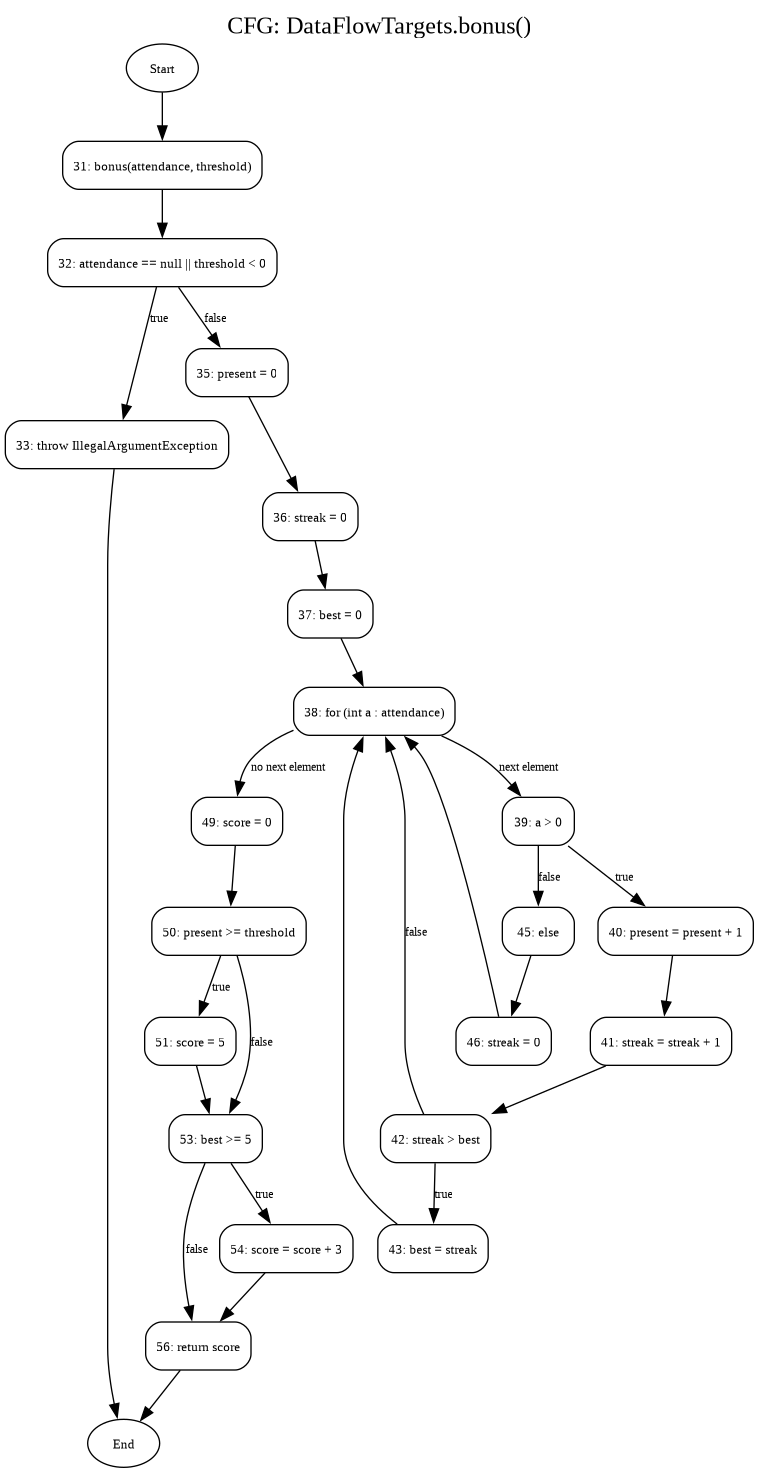 CFG: DataFlowTargets.bonus()
Start
31: bonus(attendance, threshold)
32: attendance == null || threshold < 0
true
false
35: present = 0
33: throw IllegalArgumentException
36: streak = 0
37: best = 0
38: for (int a : attendance)
no next element
next element
49: score = 0
39: a > 0
false
true
50: present >= threshold
false
45: else
40: present = present + 1
true
false
51: score = 5
46: streak = 0
41: streak = streak + 1
53: best >= 5
42: streak > best
true
true
false
54: score = score + 3
43: best = streak
56: return score
End